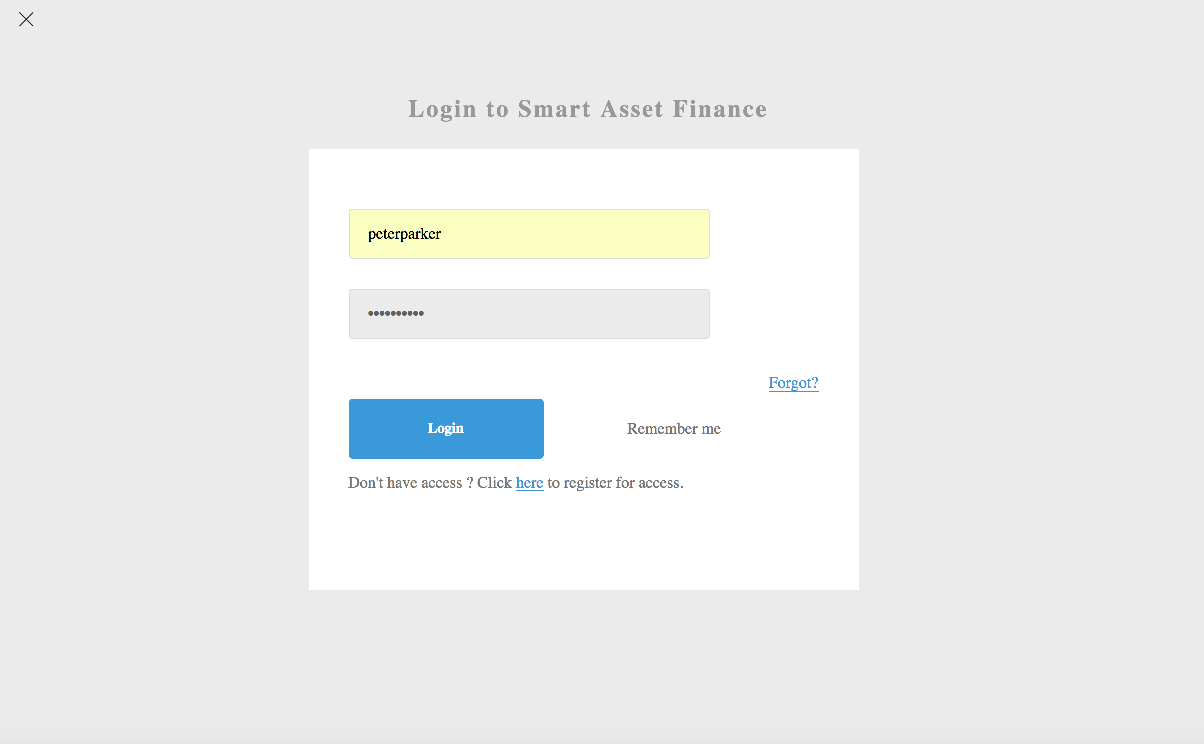 Login to Smart Asset Finance
peterparker
••••••••••
Forgot?
Login
Remember me
Don't have access ? Click here to register for access.